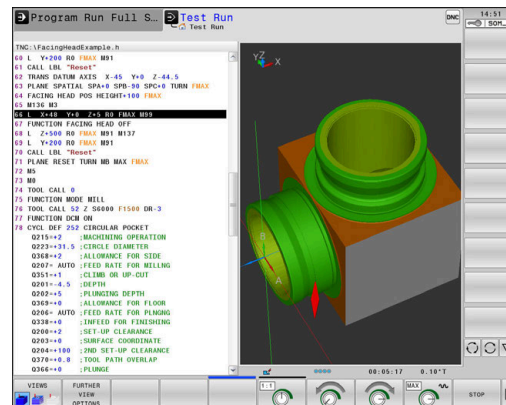 Program Run Full S...
Test Run
Test Run
DNC
14:51
SOM_
TNC:\FacingHeadExample.h
60 L Y+200 R0 FMAX M91
61 CALL LBL "Reset"
62 TRANS DATUM AXIS X-45 Y+0 Z-44.5
63 PLANE SPATIAL SPA+0 SPB-90 SPC+0 TURN FMAX
64 FACING HEAD POS HEIGHT+100 FMAX
65 M136 M3
66 L X+48 Y+0 Z+5 R0 FMAX M99
67 FUNCTION FACING HEAD OFF
68 L Z+500 R0 FMAX M91 M137
69 L Y+200 R0 FMAX M91
70 CALL LBL "Reset"
71 PLANE RESET TURN MB MAX FMAX
72 M5
73 M0
74 TOOL CALL 0
75 FUNCTION MODE MILL
76 TOOL CALL 52 Z S6000 F1500 DR-3
77 FUNCTION DCM ON
78 CYCL DEF 252 CIRCULAR POCKET
Q215=+2 ;MACHINING OPERATION
Q223=+31.5 ;CIRCLE DIAMETER
Q368=+2 ;ALLOWANCE FOR SIDE
Q207= AUTO ;FEED RATE FOR MILLNG
Q351=+1 ;CLIMB OR UP-CUT
Q201=-4.5 ;DEPTH
Q202=+5 ;PLUNGING DEPTH
Q369=+0 ;ALLOWANCE FOR FLOOR
Q206= AUTO ;FEED RATE FOR PLNGNG
Q338=+0 ;INFEED FOR FINISHING
Q200=+2 ;SET-UP CLEARANCE
Q203=+0 ;SURFACE COORDINATE
Q204=+100 ;2ND SET-UP CLEARANCE
Q370=+0.8 ;TOOL PATH OVERLAP
Q366=+0 ;PLUNGE
Z
Y
X
B
A
00:05:17 0.10°T
VIEWS
FURTHER
VIEW
OPTIONS
1:1
MAX
STOP